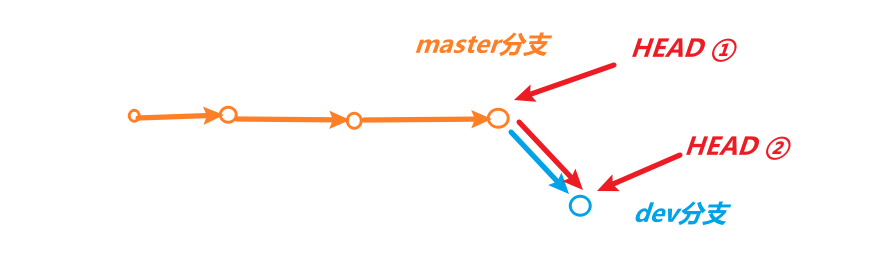 master分支
HEAD ①
HEAD ②
dev分支